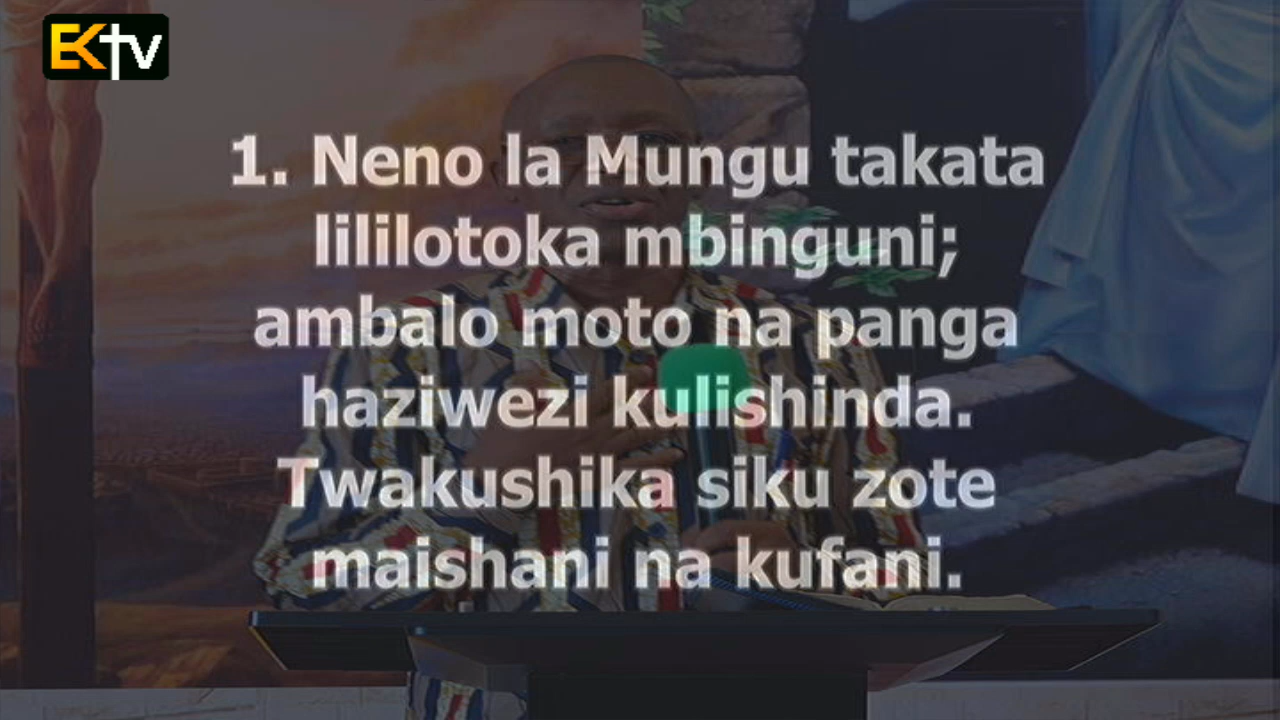 EKTV
1. Neno la Mungu takata
lililotoka mbinguni;
ambalo moto na panga
haziwezi kulishinda.
Twakushika siku zote
maishani na kufani.